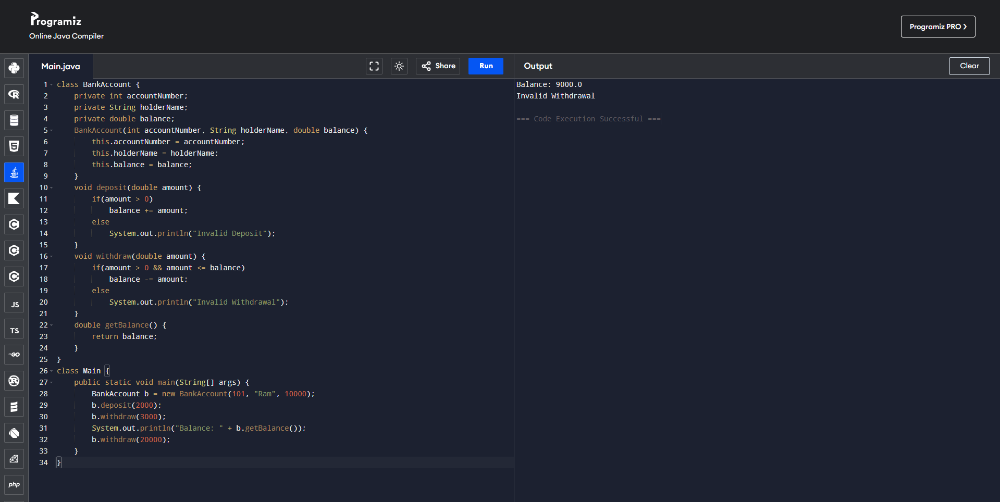 Programiz
Online Java Compiler
Programiz PRO ❯
Main.java
Share
Run
Output
Clear
1 class BankAccount {
2     private int accountNumber;
3     private String holderName;
4     private double balance;
5     BankAccount(int accountNumber, String holderName, double balance) {
6         this.accountNumber = accountNumber;
7         this.holderName = holderName;
8         this.balance = balance;
9     }
10     void deposit(double amount) {
11         if(amount > 0)
12             balance += amount;
13         else
14             System.out.println("Invalid Deposit");
15     }
16     void withdraw(double amount) {
17         if(amount > 0 && amount <= balance)
18             balance -= amount;
19         else
20             System.out.println("Invalid Withdrawal");
21     }
22     double getBalance() {
23         return balance;
24     }
25 }
26 class Main {
27     public static void main(String[] args) {
28         BankAccount b = new BankAccount(101, "Ram", 10000);
29         b.deposit(2000);
30         b.withdraw(3000);
31         System.out.println("Balance: " + b.getBalance());
32         b.withdraw(20000);
33     }
34 }
Balance: 9000.0
Invalid Withdrawal
=== Code Execution Successful ===
R
5
C
C
C
JS
TS
GO
R
php